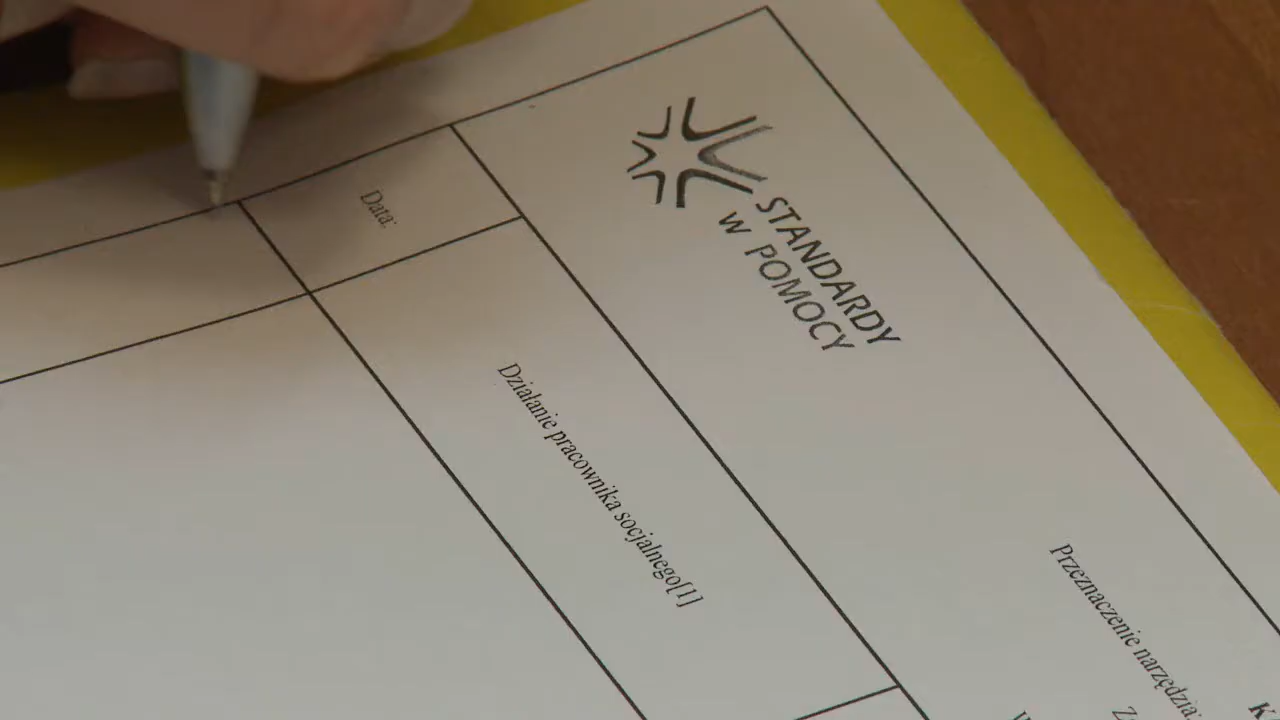 STANDARDY
W POMOCY
Przeznaczenie narzędzia:
Data:
Działanie pracownika socjalnego[1]